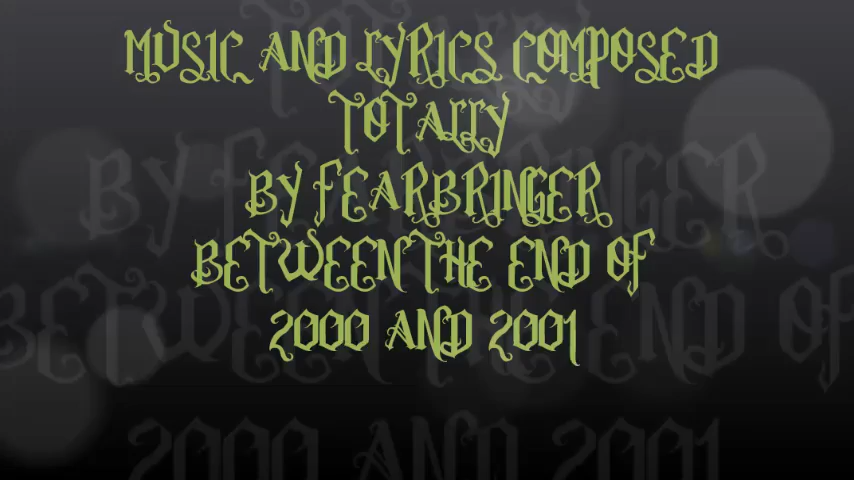 MUSIC AND LYRICS COMPOSED
TOTALLY
BY FEARBRINGER
BETWEEN THE END OF
2000 AND 2001